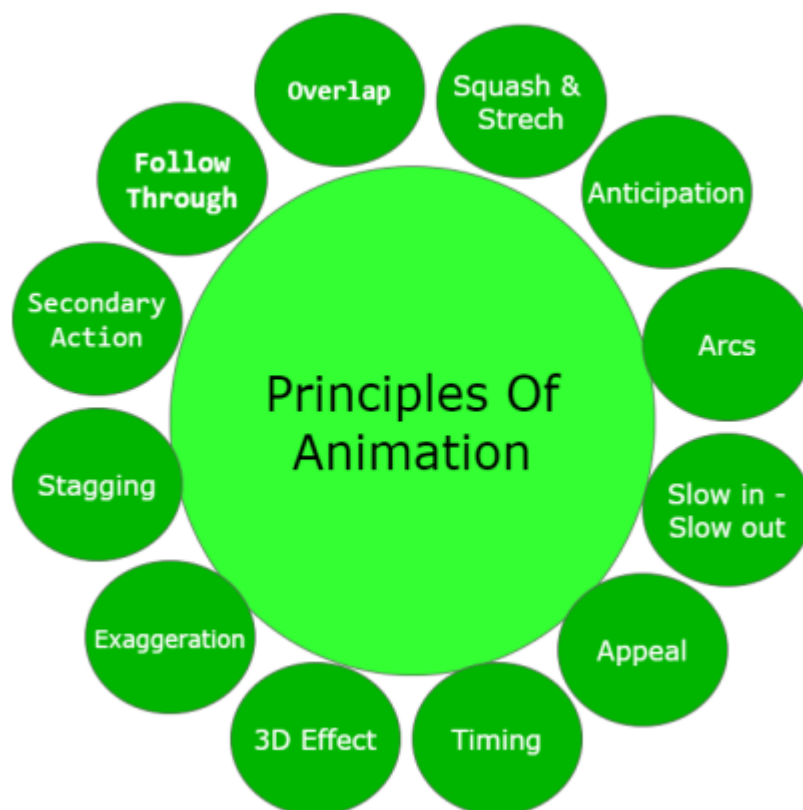 Overlap
Squash &
Strech
Anticipation
Arcs
Slow in -
Slow out
Appeal
Timing
3D Effect
Exaggeration
Stagging
Secondary
Action
Follow
Through
Principles Of
Animation